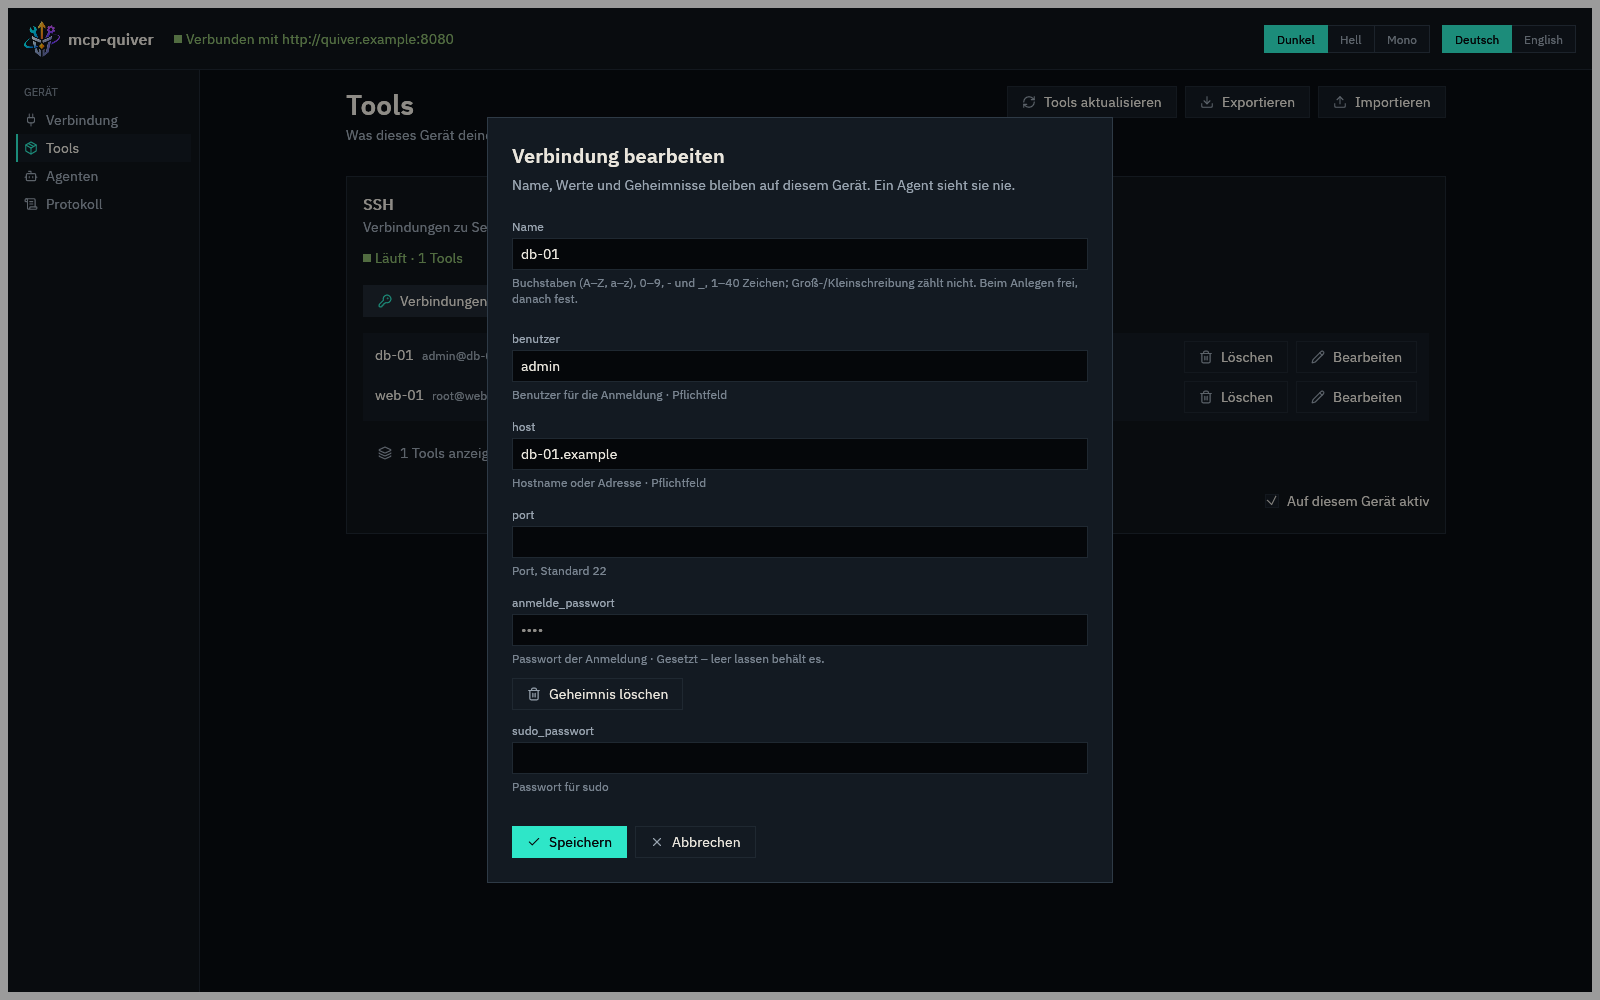 mcp-quiver
Verbunden mit http://quiver.example:8080
Dunkel
Hell
Mono
Deutsch
English
GERÄT
Verbindung
Tools
Agenten
Protokoll
Tools
Was dieses Gerät
Tools aktualisieren
Exportieren
Importieren
SSH
Verbindungen zu
Läuft · 1 Tools
Verbindungen
db-01 admin@db-
web-01 root@web
1 Tools
Löschen
Bearbeiten
Löschen
Bearbeiten
Auf diesem Gerät aktiv
Verbindung bearbeiten
Name, Werte und Geheimnisse bleiben auf diesem Gerät. Ein Agent sieht sie nie.
Name
db-01
Buchstaben (A–Z, a–z), 0–9, - und _, 1–40 Zeichen; Groß-/Kleinschreibung zählt nicht. Beim Anlegen frei,
danach fest.
benutzer
admin
Benutzer für die Anmeldung · Pflichtfeld
host
db-01.example
Hostname oder Adresse · Pflichtfeld
port
Port, Standard 22
anmelde_passwort
••••
Passwort der Anmeldung · Gesetzt – leer lassen behält es.
Geheimnis löschen
sudo_passwort
Passwort für sudo
Speichern
Abbrechen